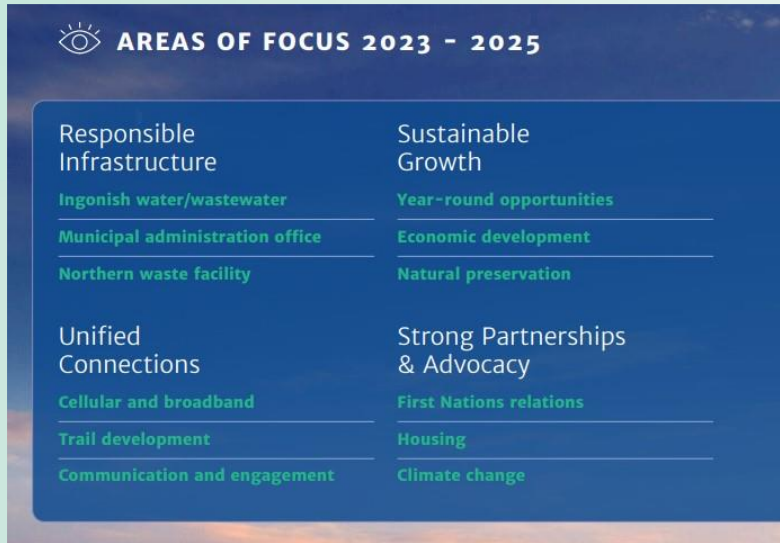 AREAS OF FOCUS 2023 - 2025
Responsible
Infrastructure
Ingonish water/wastewater
Municipal administration office
Northern waste facility
Sustainable
Growth
Year-round opportunities
Economic development
Natural preservation
Unified
Connections
Cellular and broadband
Trail development
Communication and engagement
Strong Partnerships
& Advocacy
First Nations relations
Housing
Climate change